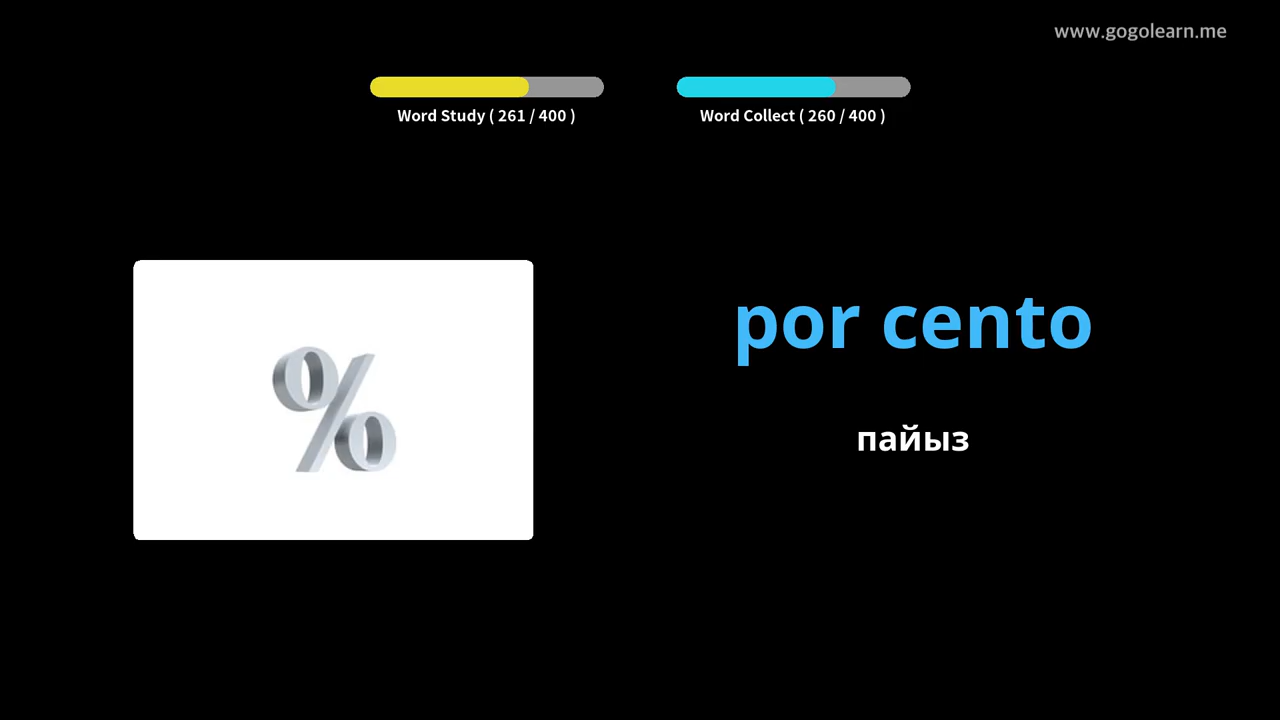 www.gogolearn.me
Word Study ( 261 / 400 )
Word Collect ( 260 / 400 )
%
por cento
пайыз